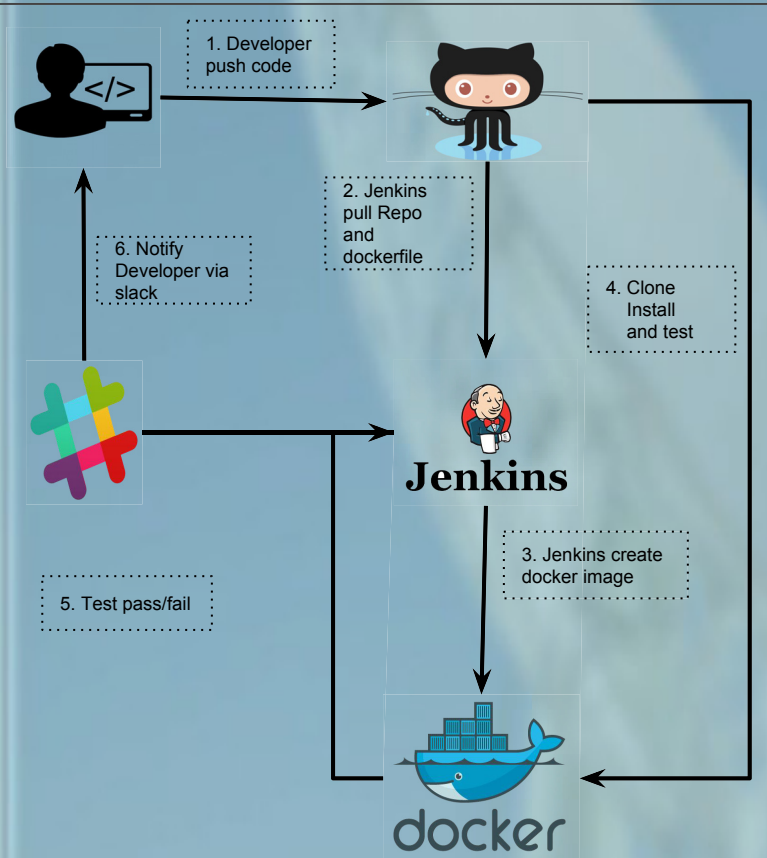 1. Developer
push code
</>
2. Jenkins
pull Repo
and
dockerfile
6. Notify
Developer via
slack
4. Clone
Install
and test
Jenkins
3. Jenkins create
docker image
5. Test pass/fail
docker